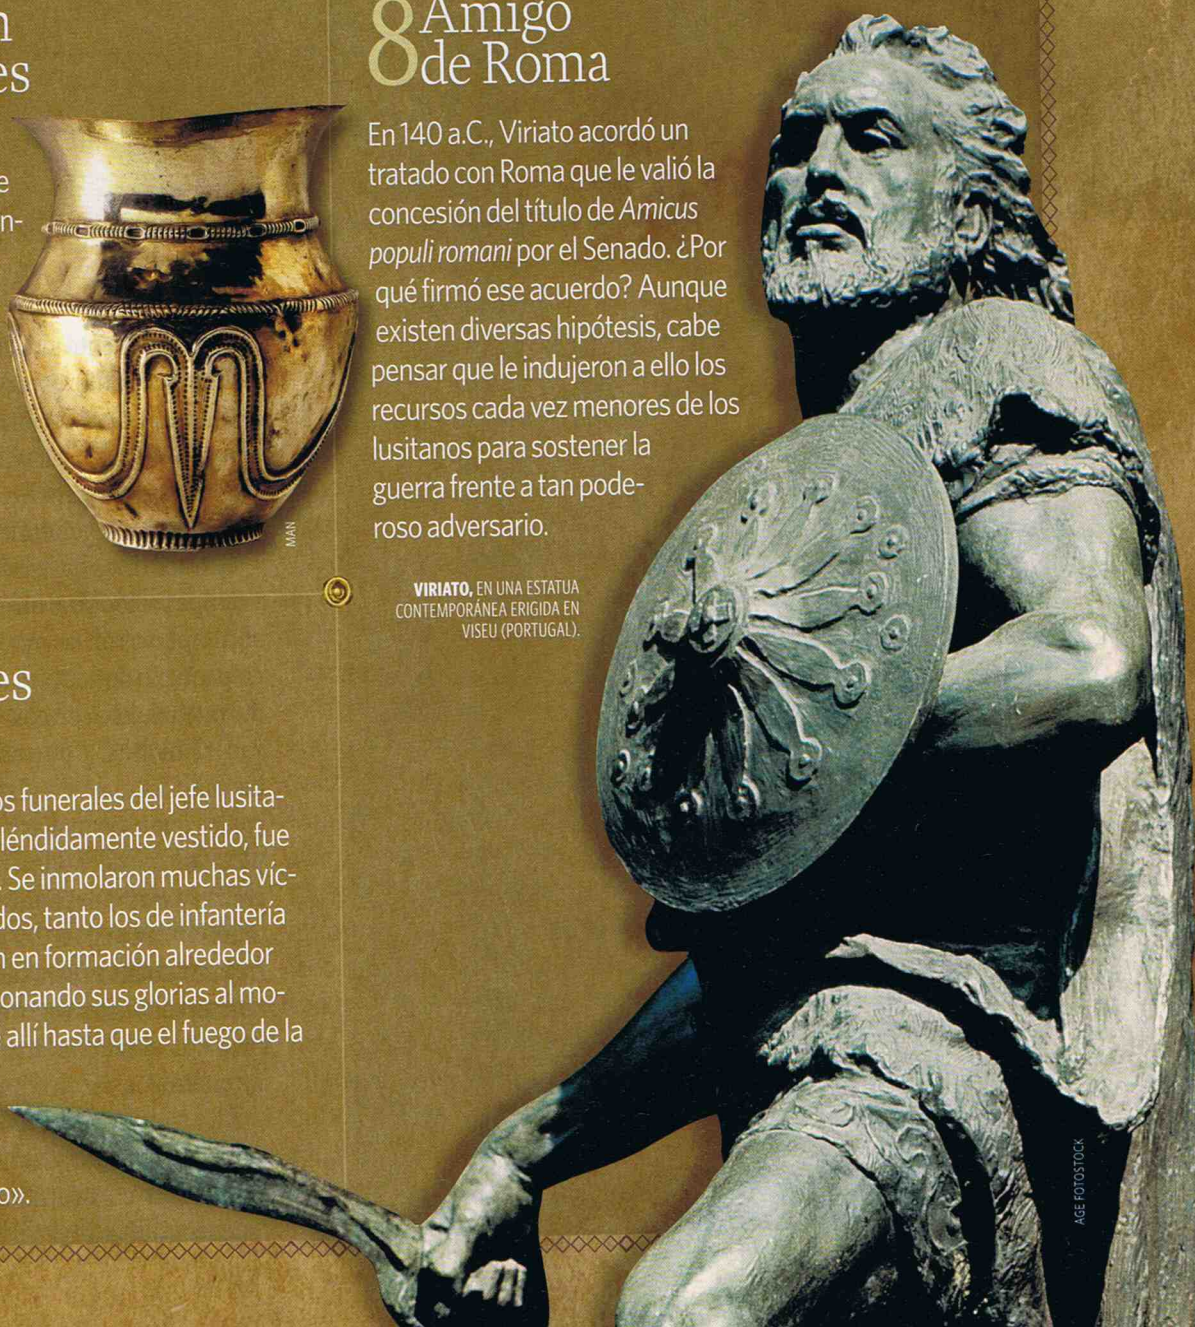 n
es
e
n-
MAN
8 Amigo
de Roma
En 140 a.C., Viriato acordó un
tratado con Roma que le valió la
concesión del título de Amicus
populi romani por el Senado. ¿Por
qué firmó ese acuerdo? Aunque
existen diversas hipótesis, cabe
pensar que le indujeron a ello los
recursos cada vez menores de los
lusitanos para sostener la
guerra frente a tan pode-
roso adversario.
VIRIATO, EN UNA ESTATUA
CONTEMPORÁNEA ERIGIDA EN
VISEU (PORTUGAL).
es
os funerales del jefe lusita-
léndidamente vestido, fue
. Se inmolaron muchas víc-
dos, tanto los de infantería
n en formación alrededor
onando sus glorias al mo-
allí hasta que el fuego de la
o».
AGE FOTOSTOCK